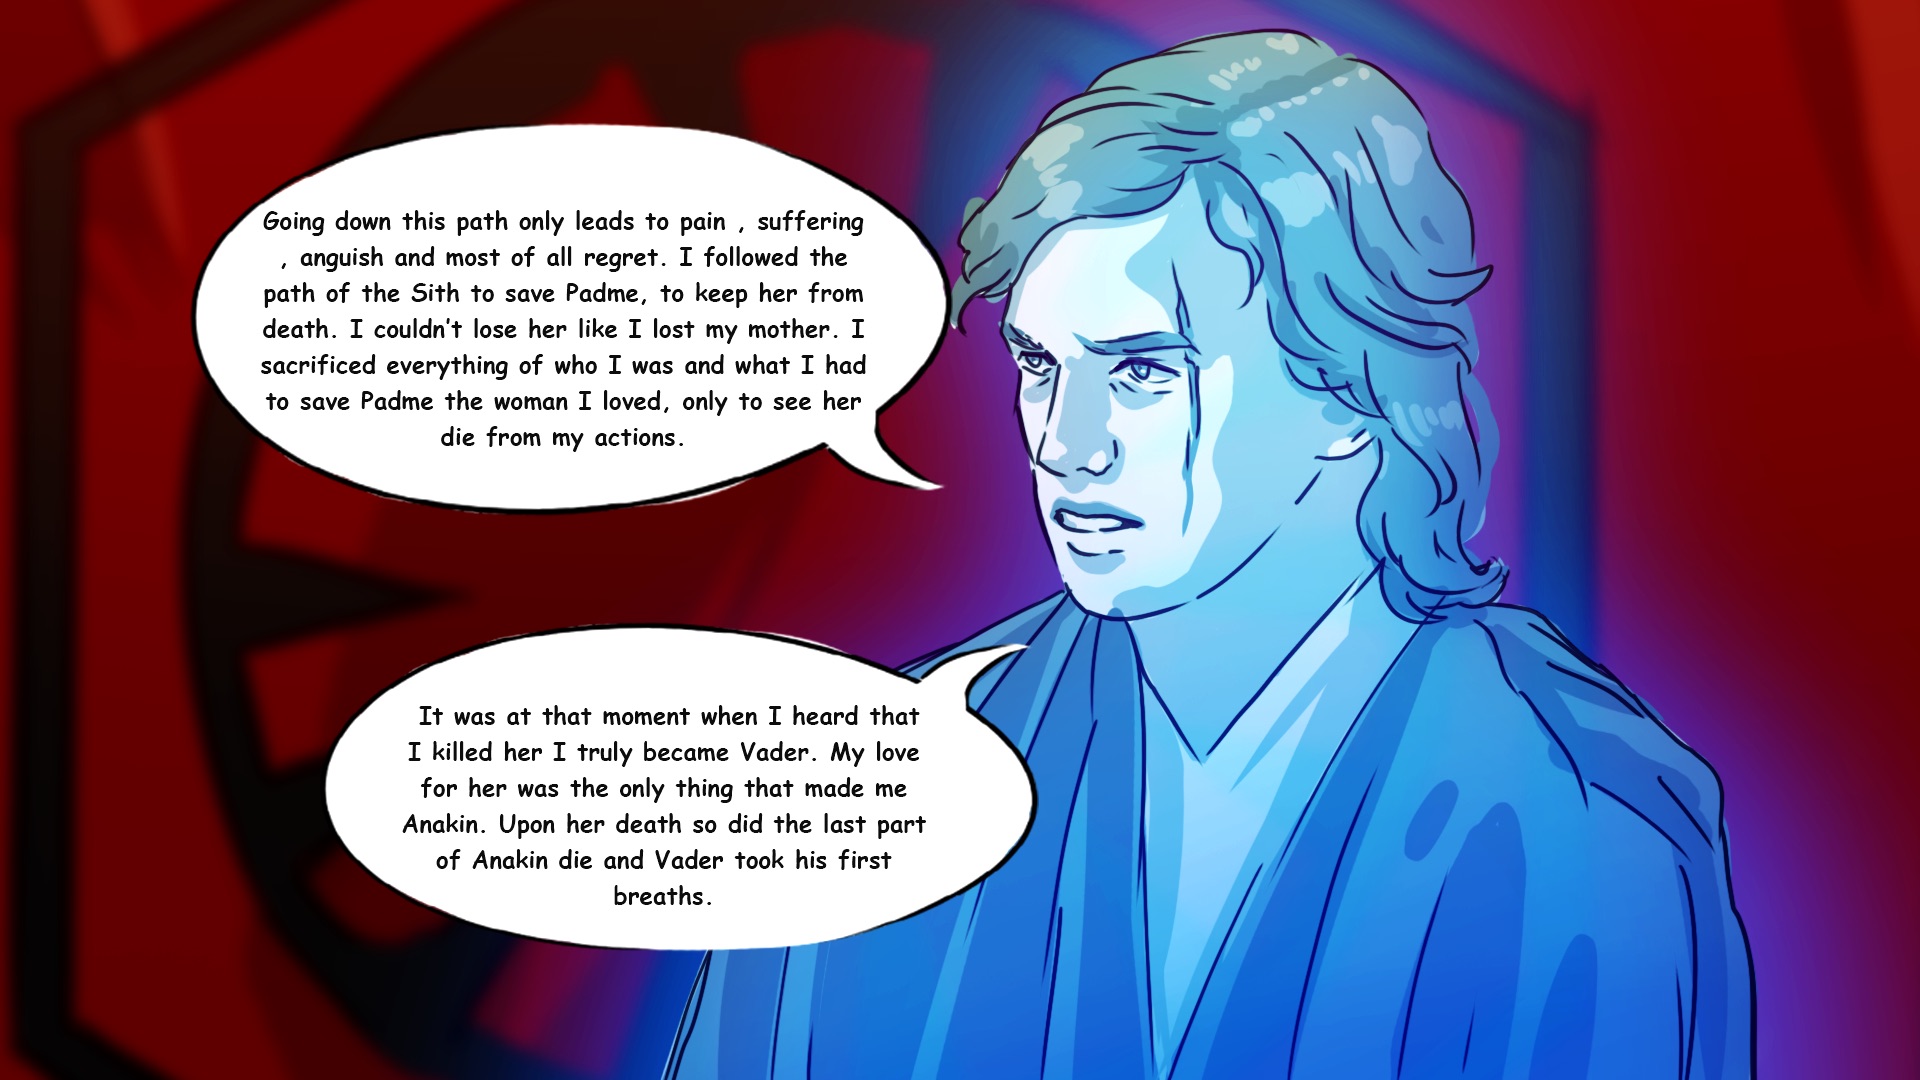 Going down this path only leads to pain , suffering
, anguish and most of all regret. I followed the
path of the Sith to save Padme, to keep her from
death. I couldn't lose her like I lost my mother. I
sacrificed everything of who I was and what I had
to save Padme the woman I loved, only to see her
die from my actions.
It was at that moment when I heard that
I killed her I truly became Vader. My love
for her was the only thing that made me
Anakin. Upon her death so did the last part
of Anakin die and Vader took his first
breaths.